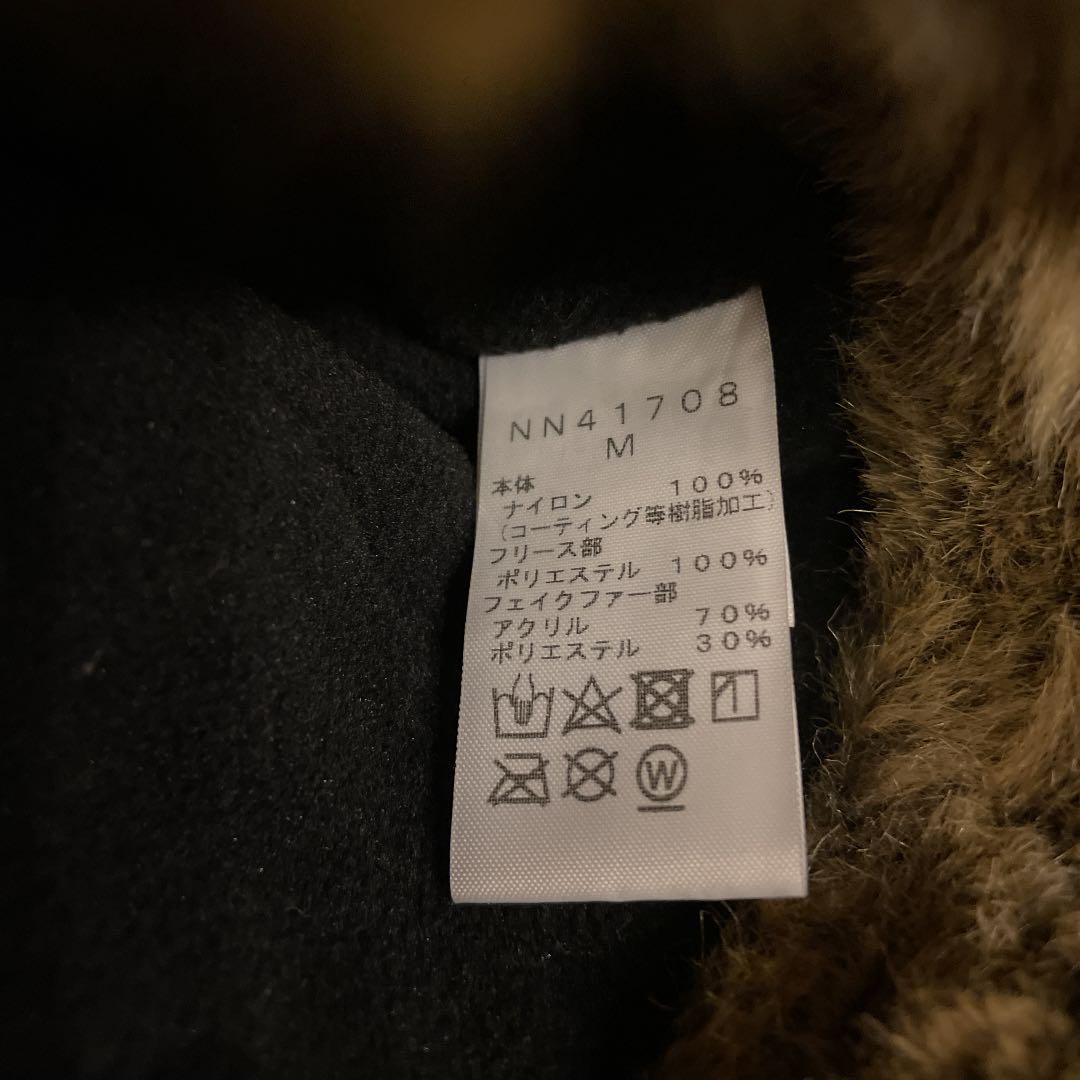 NN41708
M
本体
ナイロン 100%
(コーティング等樹脂加工)
フリース部
ポリエステル 100%
フェイクファー部
アクリル 70%
ポリエステル 30%
W